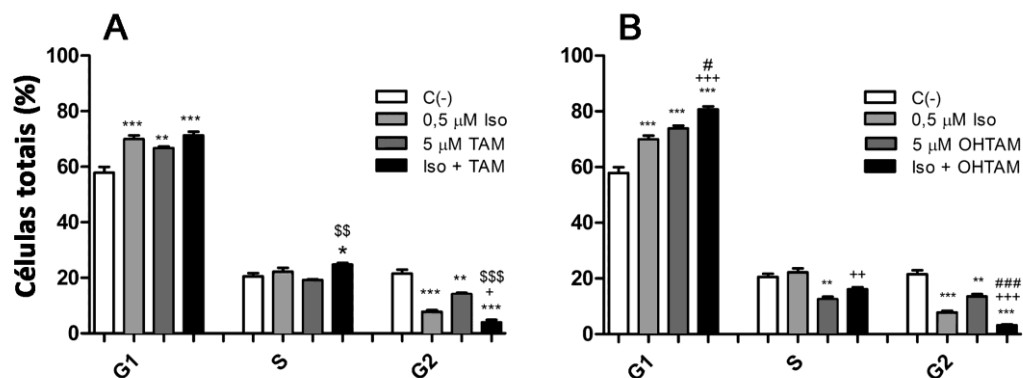 A
Células totais (%)
100
80
60
40
20
0
C(-)
0,5 μM Iso
5 μM TAM
Iso + TAM
***
**
***
$$
*
***
**
$$$
+
***
G1
S
G2
B
100
80
60
40
20
0
C(-)
0,5 μM Iso
5 μM OHTAM
Iso + OHTAM
***
***
#
+++
***
**
++
***
**
###
+++
***
G1
S
G2